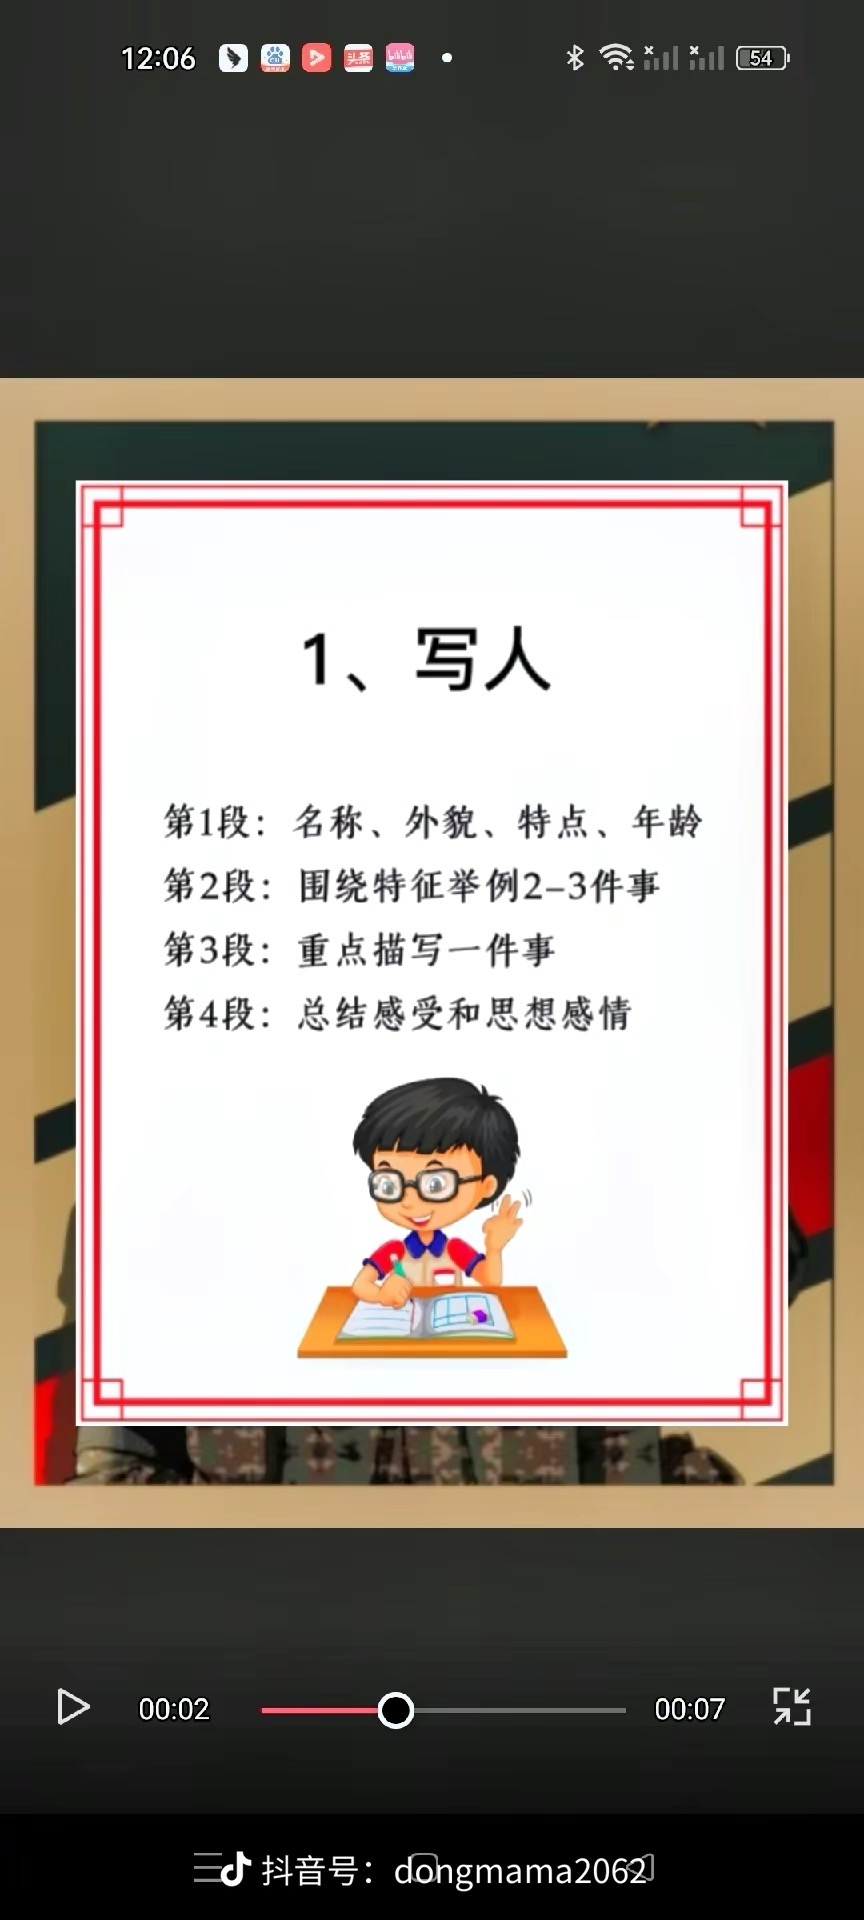 12:06
54
1、写人
第1段：名称、外貌、特点、年龄
第2段：围绕特征举例2-3件事
第3段：重点描写一件事
第4段：总结感受和思想感情
00:02
00:07
抖音号：dongmama2062